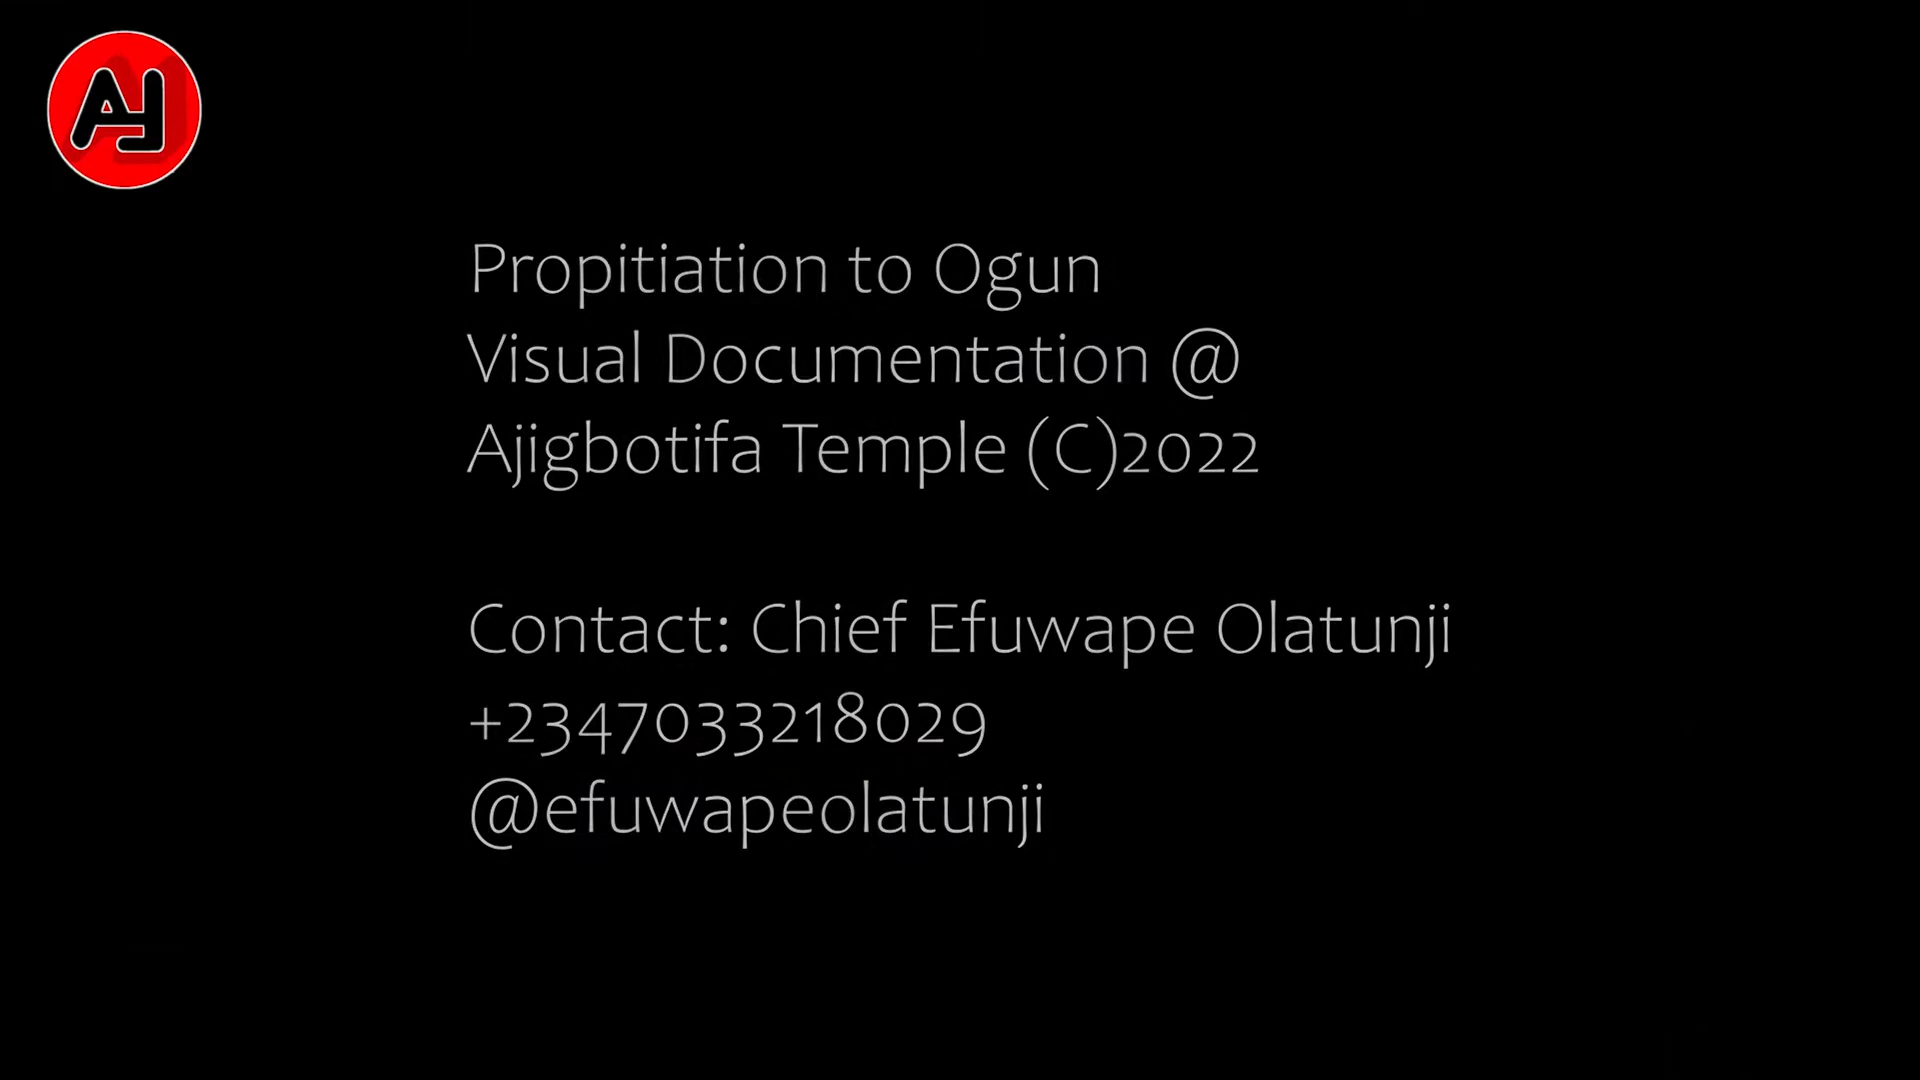 AJ
Propitiation to Ogun
Visual Documentation @
Ajigbotifa Temple (C)2022
Contact: Chief Efuwape Olatunji
+2347033218029
@efuwapeolatunji